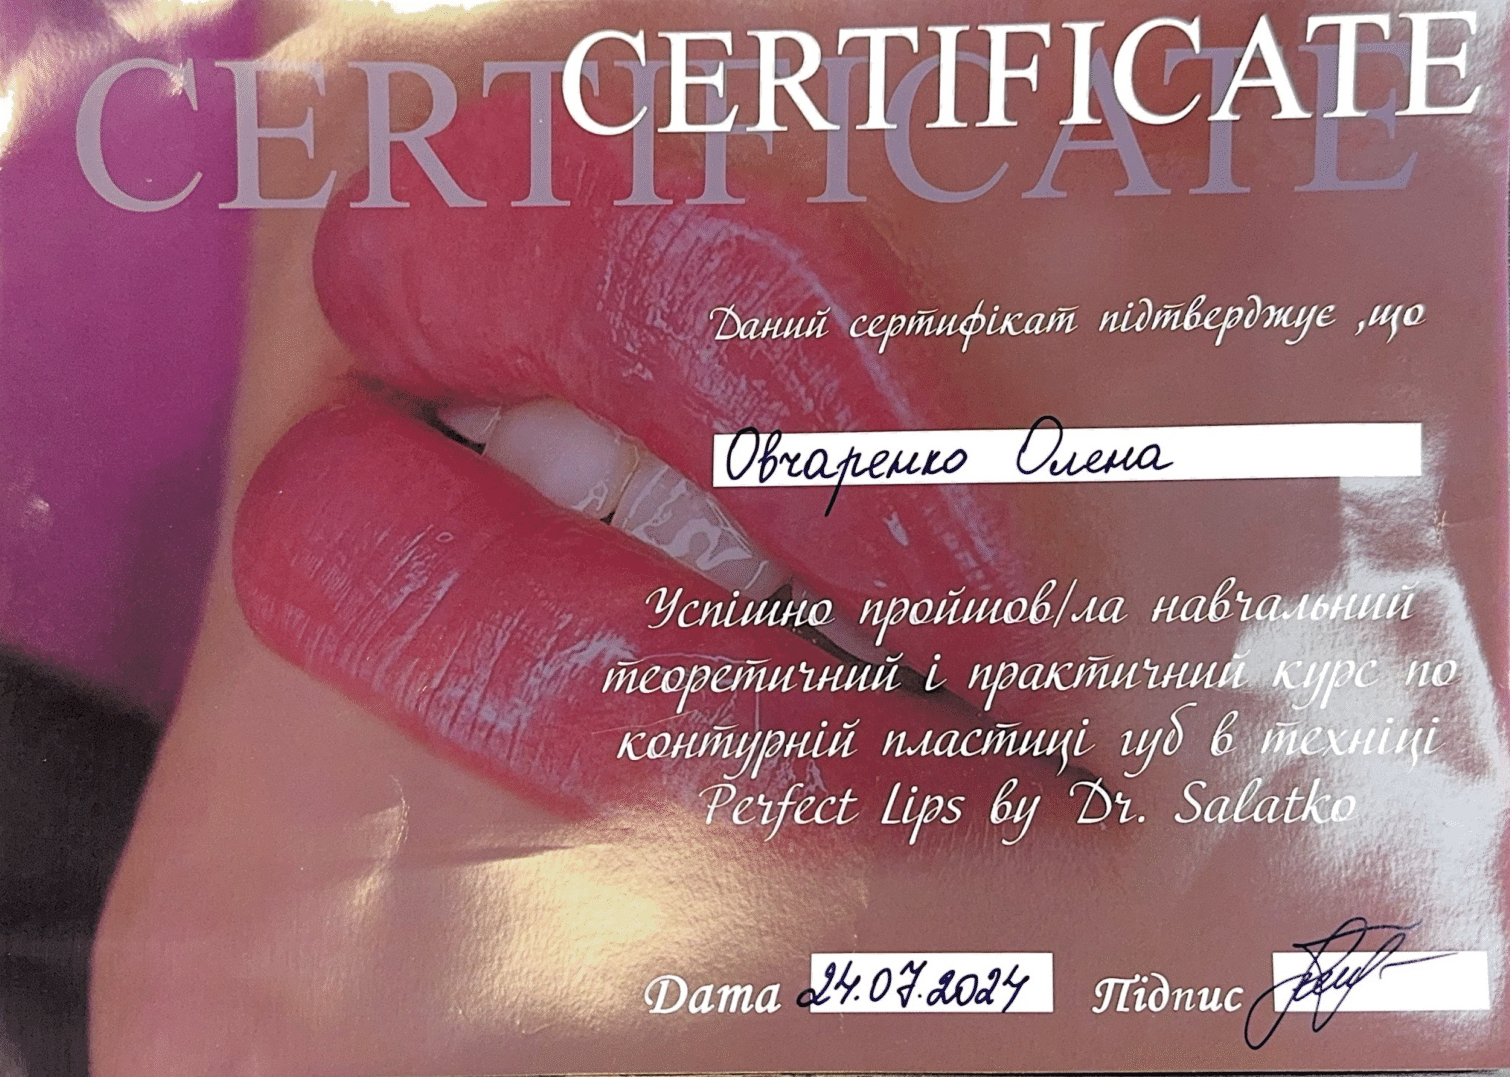 CERTIFICATE
CERTIFICATE
Даний сертифікат підтверджує ,що
Овчаренко Олена
Успішно пройшов/ла навчальний
теоретичний і практичний курс по
контурній пластиці губ в техніці
Perfect Lips by Dr. Salatko
Дата 24.07.2024 Підпис